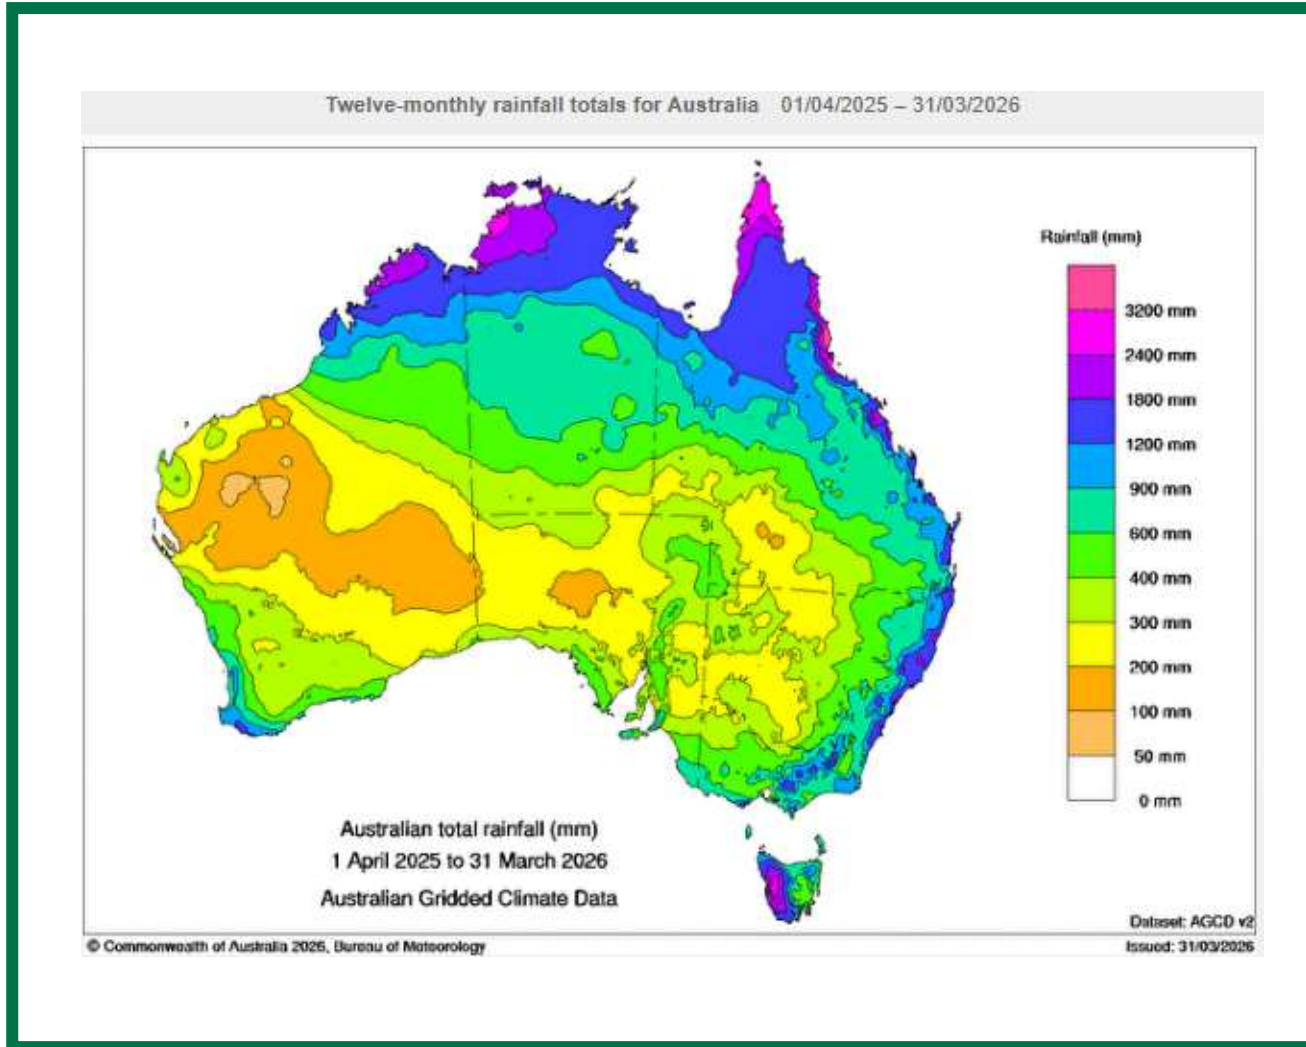 Twelve-monthly rainfall totals for Australia 01/04/2025 – 31/03/2026
Rainfall (mm)
3200 mm
2400 mm
1800 mm
1200 mm
900 mm
600 mm
400 mm
300 mm
200 mm
100 mm
50 mm
0 mm
Australian total rainfall (mm)
1 April 2025 to 31 March 2026
Australian Gridded Climate Data
Dataset: AGCD v2
© Commonwealth of Australia 2026, Bureau of Meteorology
Issued: 31/03/2026